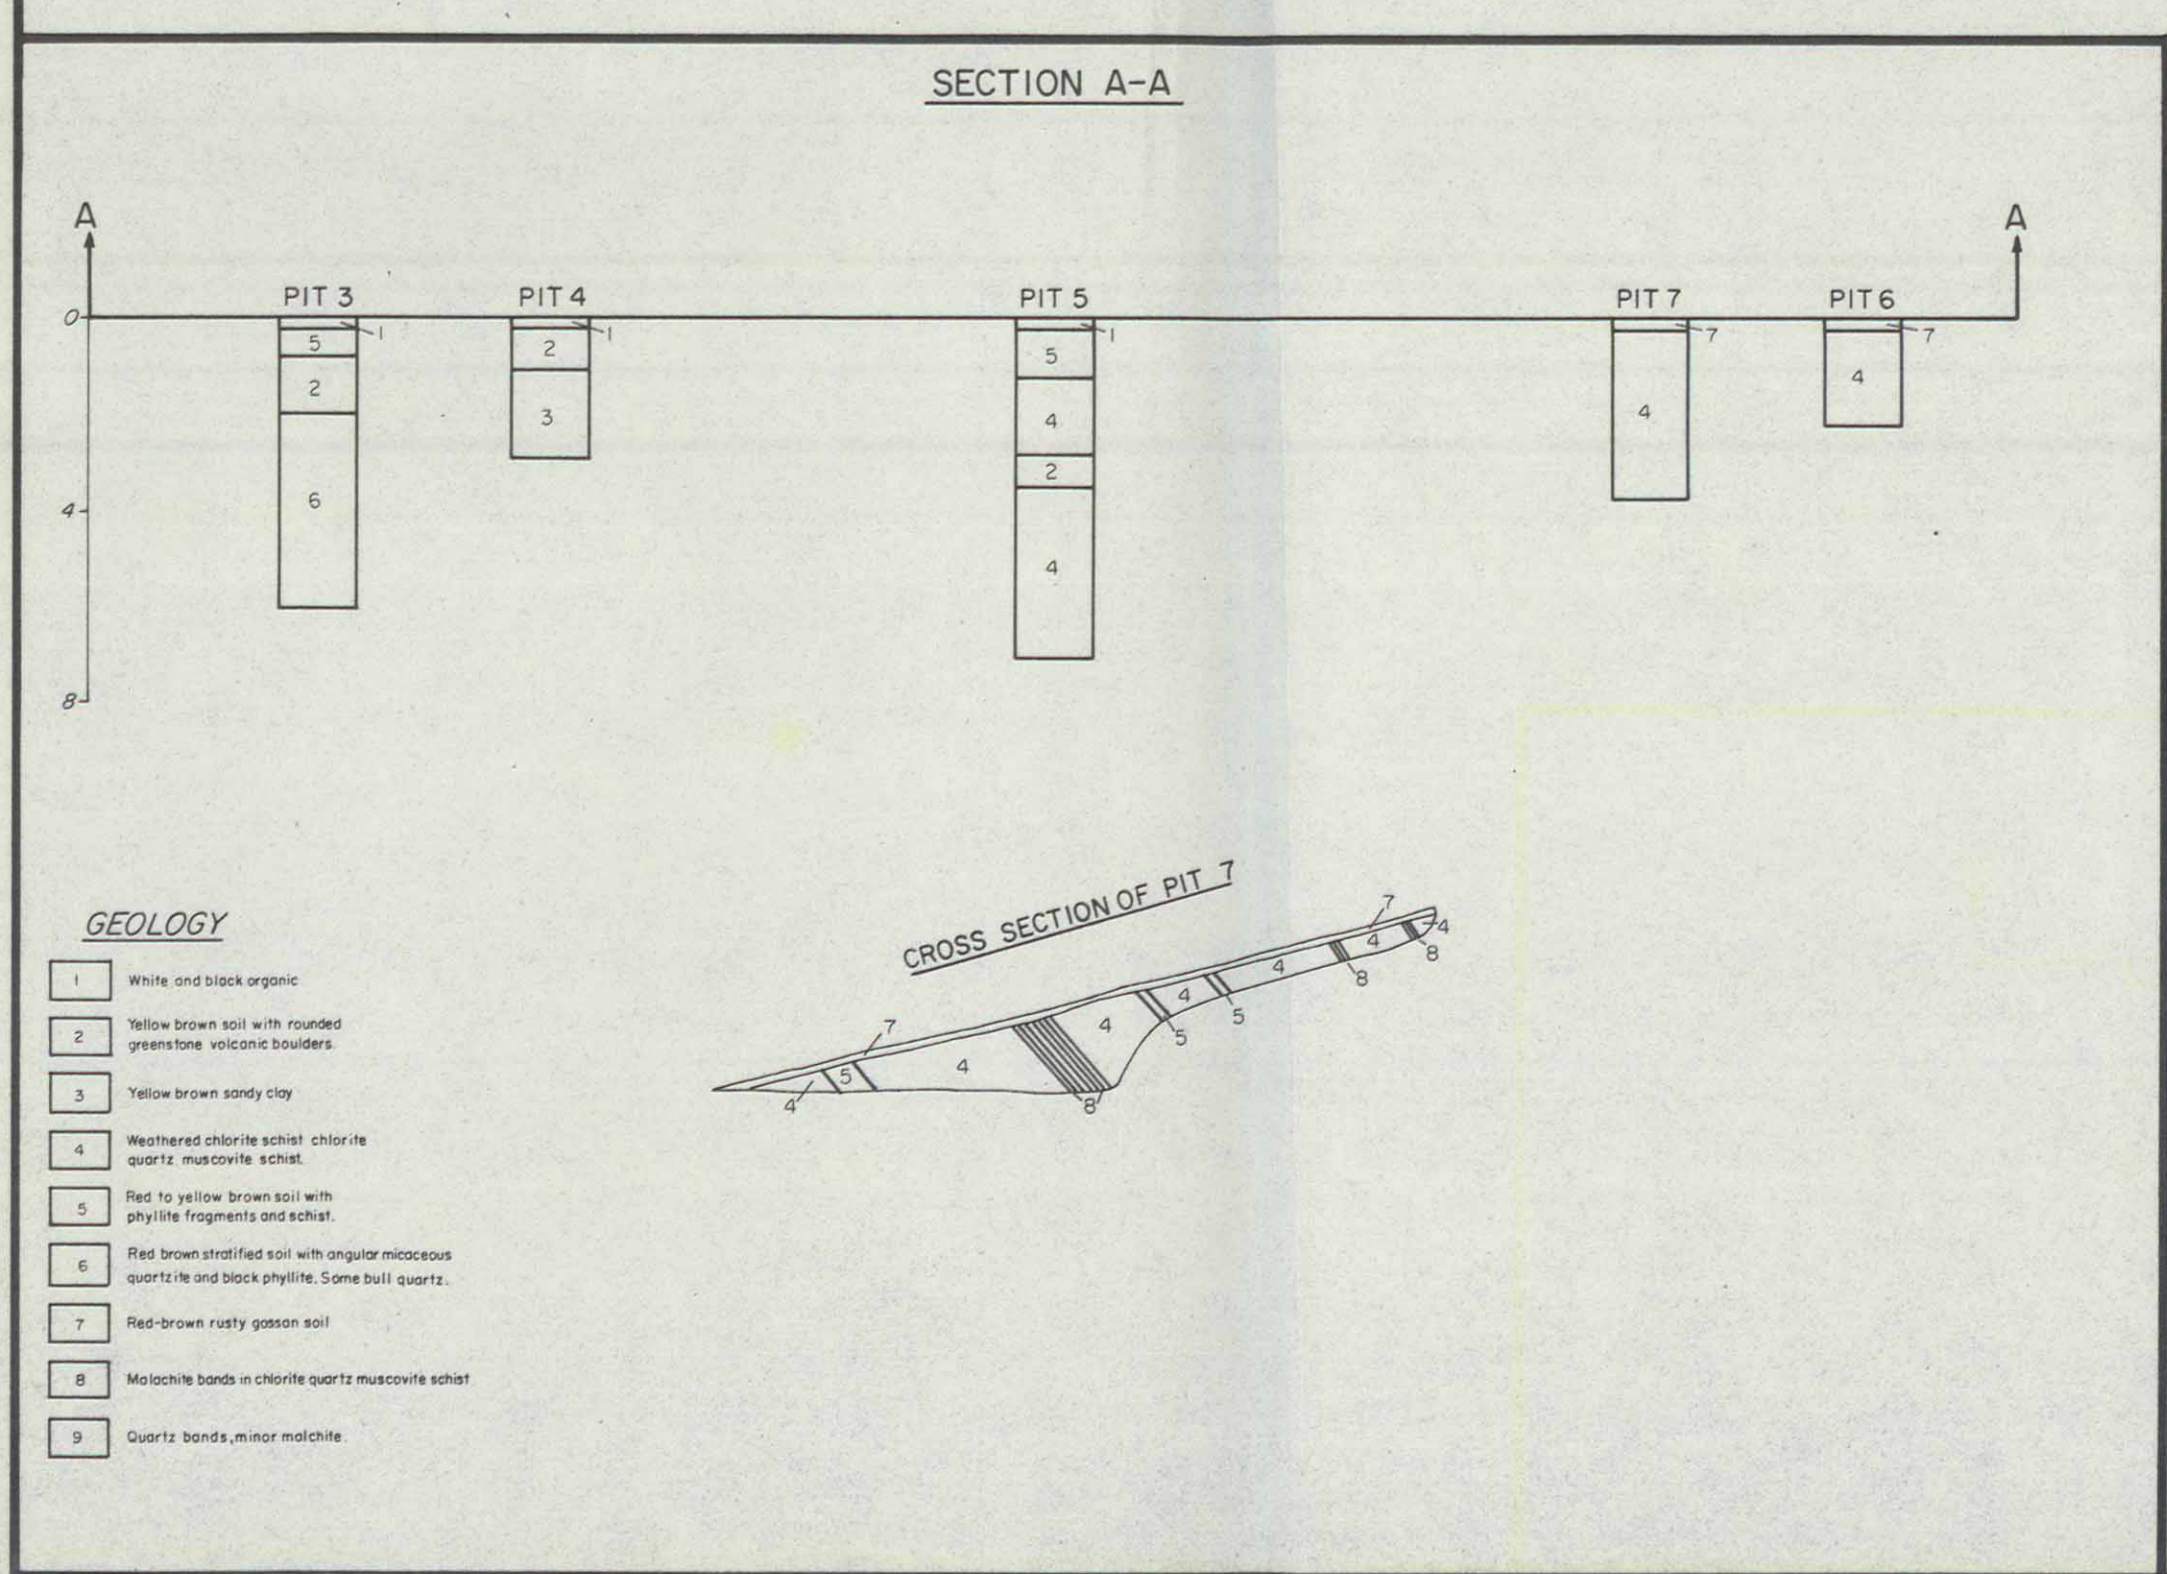 SECTION A-A
A
A
PIT 3
PIT 4
PIT 5
PIT 7
PIT 6
0
4
8
1
5
2
6
1
2
3
1
5
4
2
4
7
4
7
4
CROSS SECTION OF PIT 7
7
4
8
4
8
4
5
4
5
4
8
4
7
5
4
GEOLOGY
1 White and black organic
2 Yellow brown soil with rounded
greenstone volcanic boulders.
3 Yellow brown sandy clay
4 Weathered chlorite schist chlorite
quartz muscovite schist.
5 Red to yellow brown soil with
phyllite fragments and schist.
6 Red brown stratified soil with angular micaceous
quartzite and black phyllite. Some bull quartz.
7 Red-brown rusty gossan soil
8 Malachite bands in chlorite quartz muscovite schist
9 Quartz bands, minor malchite.